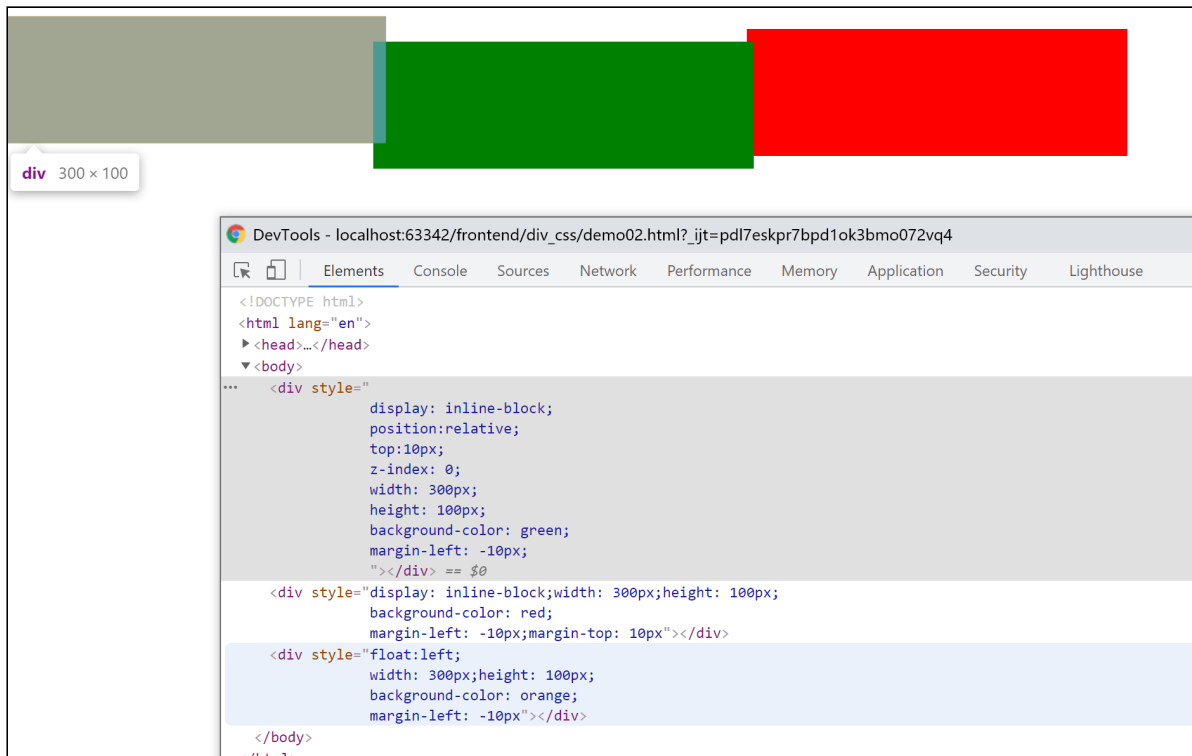 div 300 × 100
DevTools - localhost:63342/frontend/div_css/demo02.html?_ijt=pdl7eskpr7bpd1ok3bmo072vq4
Elements Console Sources Network Performance Memory Application Security Lighthouse
<!DOCTYPE html>
<html lang="en">
<head>…</head>
<body>
<div style="
display: inline-block;
position:relative;
top:10px;
z-index: 0;
width: 300px;
height: 100px;
background-color: green;
margin-left: -10px;
"></div> == $0
<div style="display: inline-block;width: 300px;height: 100px;
background-color: red;
margin-left: -10px;margin-top: 10px"></div>
<div style="float:left;
width: 300px;height: 100px;
background-color: orange;
margin-left: -10px"></div>
</body>